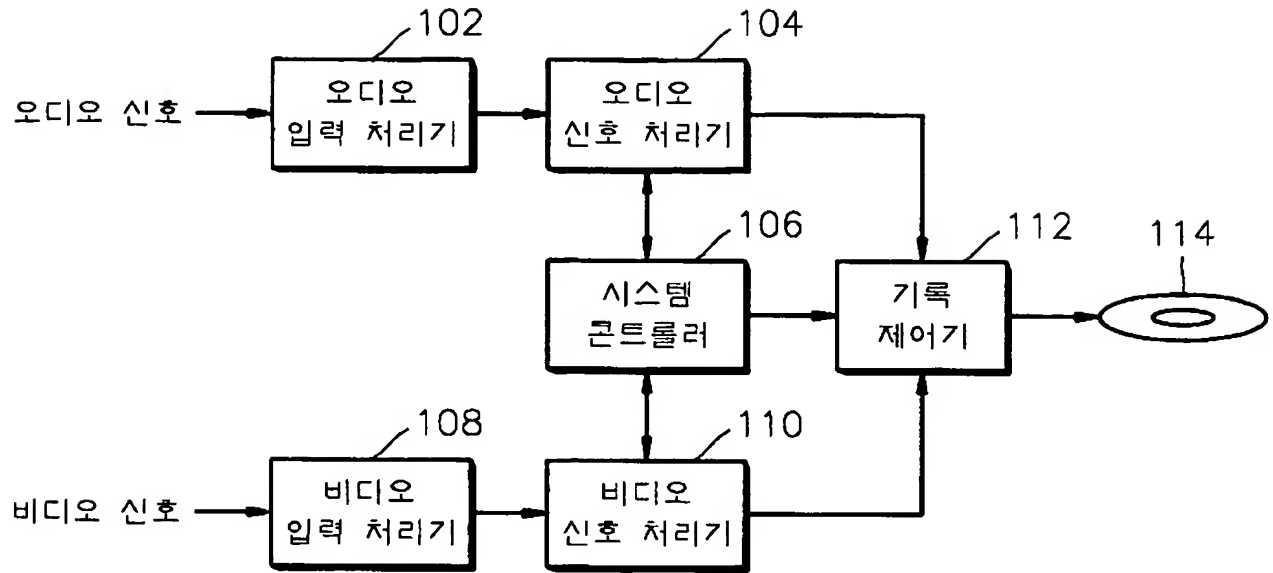 102
104
오디오 신호
오디오
입력 처리기
오디오
신호 처리기
106
112
114
시스템
콘트롤러
기록
제어기
108
110
비디오 신호
비디오
입력 처리기
비디오
신호 처리기